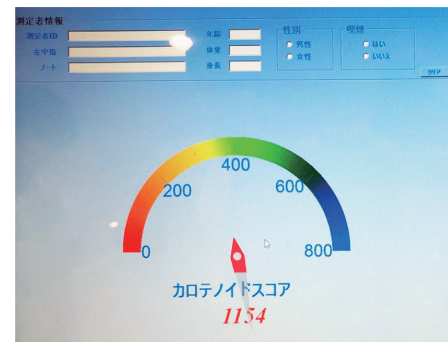 測定者情報
測定者ID
左中指
ノート
年齢
体重
身長
性別
男性
女性
喫煙
はい
いいえ
クリア
0
200
400
600
800
カロテノイドスコア
1154